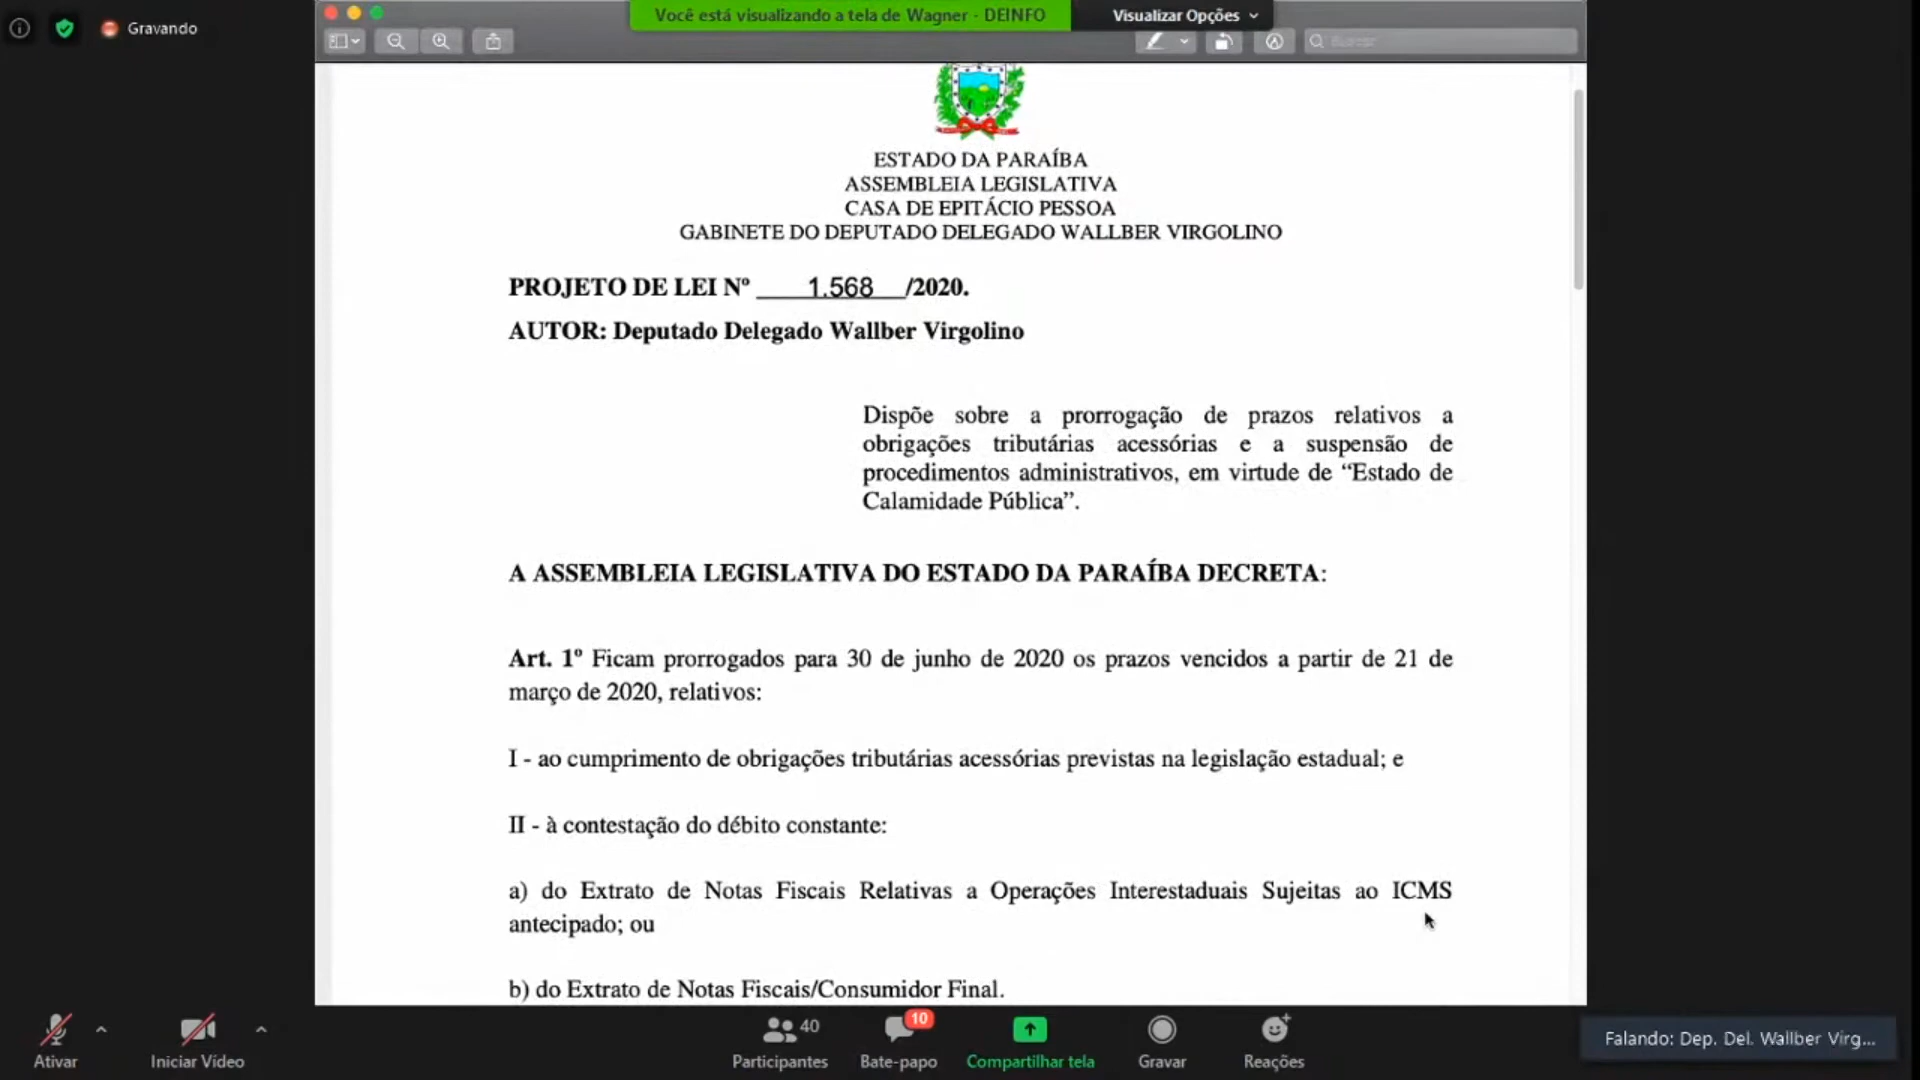 Gravando
Você está visualizando a tela de Wagner - DEINFO
Visualizar Opções
Buscar
ESTADO DA PARAÍBA
ASSEMBLEIA LEGISLATIVA
CASA DE EPITÁCIO PESSOA
GABINETE DO DEPUTADO DELEGADO WALLBER VIRGOLINO
PROJETO DE LEI Nº ____1.568___/2020.
AUTOR: Deputado Delegado Wallber Virgolino
Dispõe sobre a prorrogação de prazos relativos a
obrigações tributárias acessórias e a suspensão de
procedimentos administrativos, em virtude de “Estado de
Calamidade Pública”.
A ASSEMBLEIA LEGISLATIVA DO ESTADO DA PARAÍBA DECRETA:
Art. 1º Ficam prorrogados para 30 de junho de 2020 os prazos vencidos a partir de 21 de
março de 2020, relativos:
I - ao cumprimento de obrigações tributárias acessórias previstas na legislação estadual; e
II - à contestação do débito constante:
a) do Extrato de Notas Fiscais Relativas a Operações Interestaduais Sujeitas ao ICMS
antecipado; ou
b) do Extrato de Notas Fiscais/Consumidor Final.
Ativar
Iniciar Vídeo
40
Participantes
10
Bate-papo
Compartilhar tela
Gravar
Reações
Falando: Dep. Del. Wallber Virg...